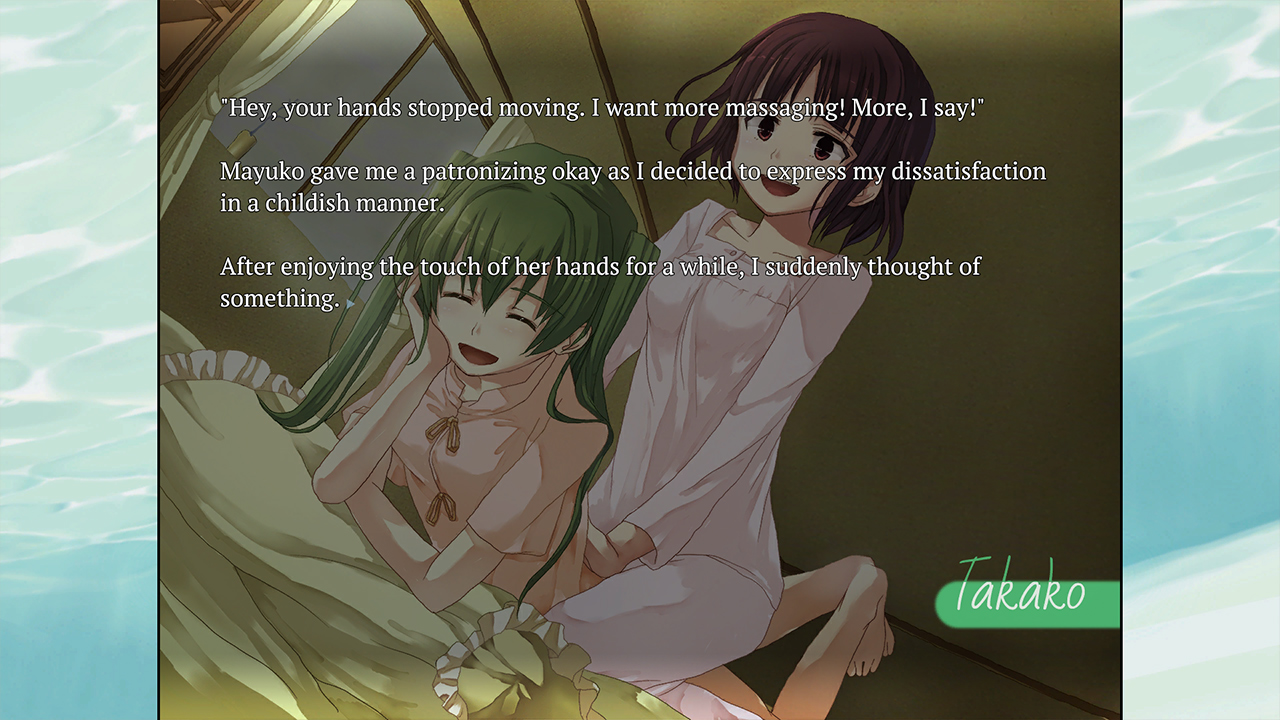 "Hey, your hands stopped moving. I want more massaging! More, I say!"
Mayuko gave me a patronizing okay as I decided to express my dissatisfaction
in a childish manner.
After enjoying the touch of her hands for a while, I suddenly thought of
something.
Takako